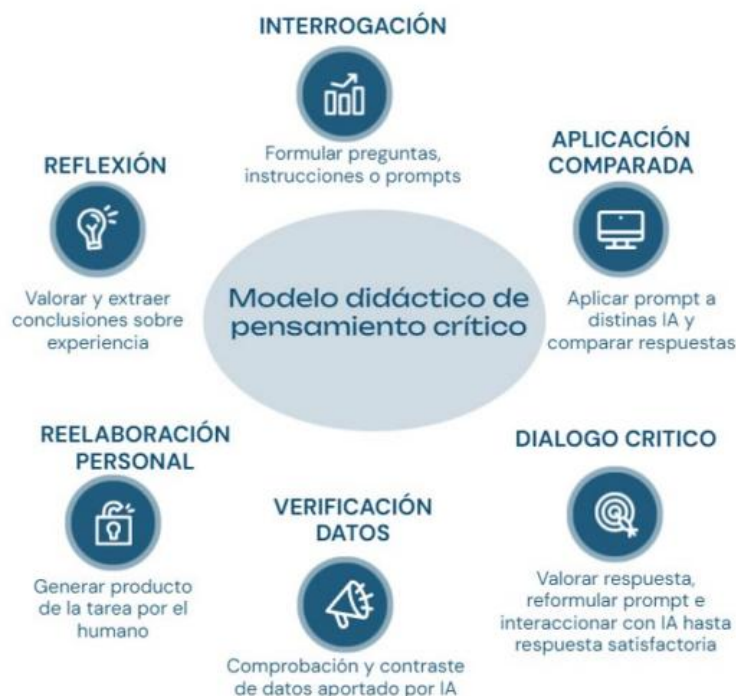 INTERROGACIÓN
Formular preguntas,
instrucciones o prompts
APLICACIÓN
COMPARADA
Aplicar prompt a
distinas IA y
comparar respuestas
DIALOGO CRITICO
Valorar respuesta,
reformular prompt e
interaccionar con IA hasta
respuesta satisfactoria
VERIFICACIÓN
DATOS
Comprobación y contraste
de datos aportado por IA
REELABORACIÓN
PERSONAL
Generar producto
de la tarea por el
humano
REFLEXIÓN
Valorar y extraer
conclusiones sobre
experiencia
Modelo didáctico de
pensamiento crítico